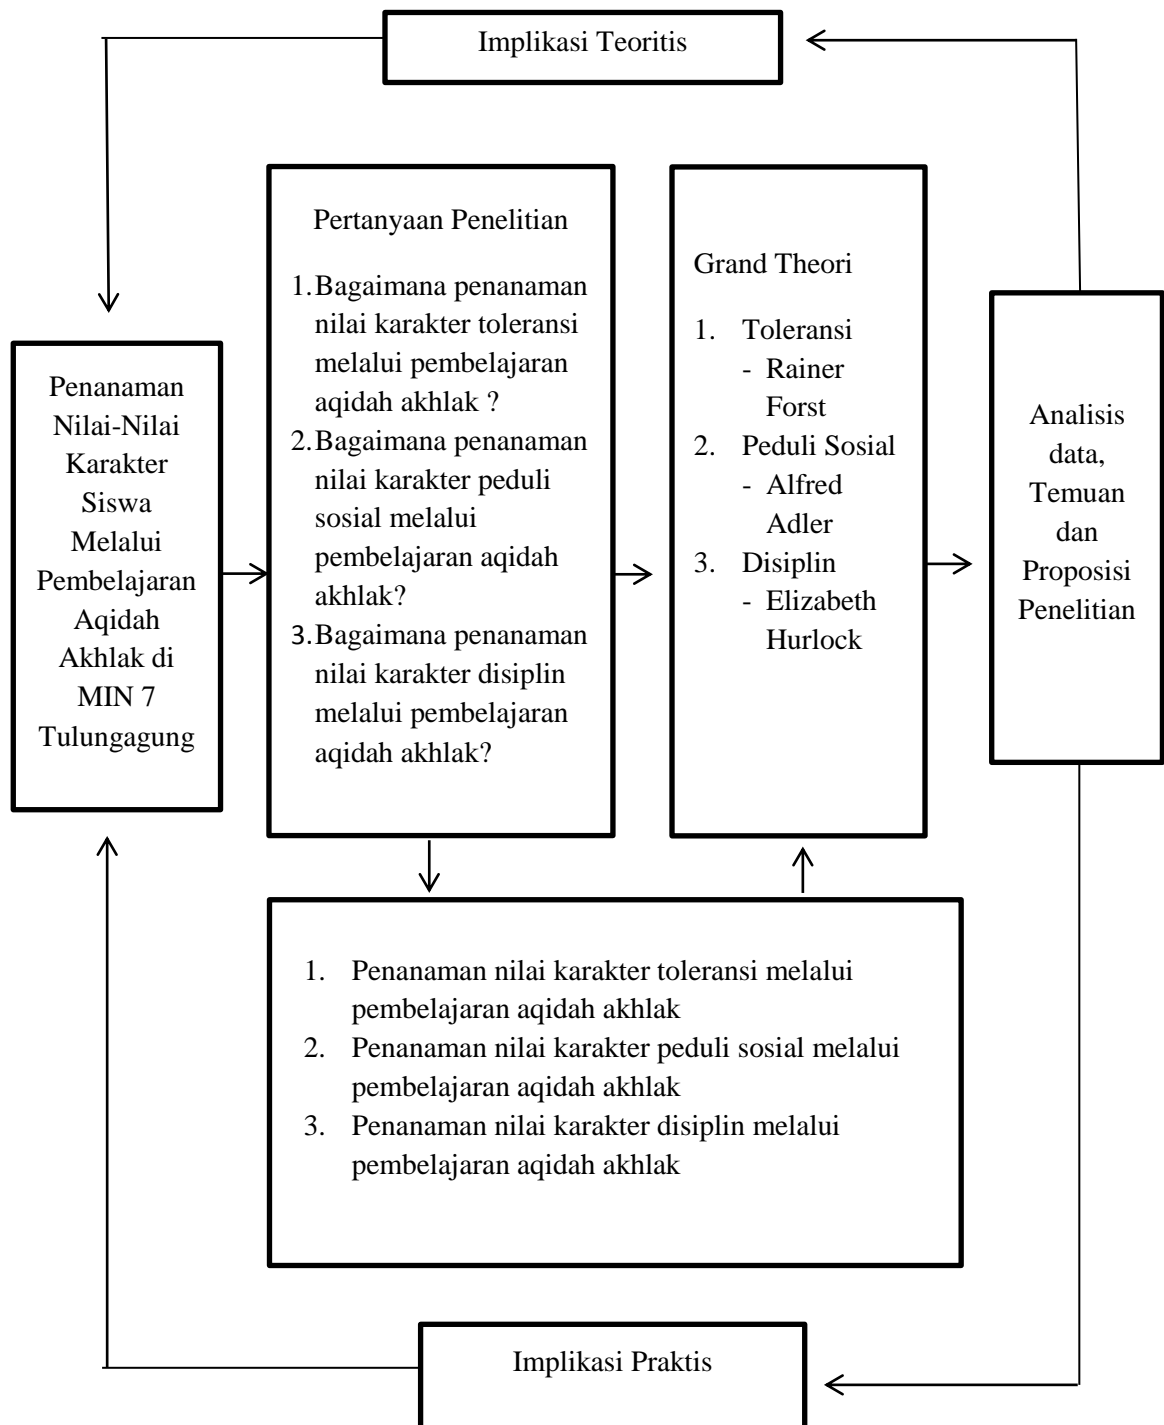 Implikasi Teoritis
Penanaman
Nilai-Nilai
Karakter
Siswa
Melalui
Pembelajaran
Aqidah
Akhlak di
MIN 7
Tulungagung
Pertanyaan Penelitian
1.Bagaimana penanaman
nilai karakter toleransi
melalui pembelajaran
aqidah akhlak ?
2.Bagaimana penanaman
nilai karakter peduli
sosial melalui
pembelajaran aqidah
akhlak?
3.Bagaimana penanaman
nilai karakter disiplin
melalui pembelajaran
aqidah akhlak?
Grand Theori
1. Toleransi
- Rainer
Forst
2. Peduli Sosial
- Alfred
Adler
3. Disiplin
- Elizabeth
Hurlock
Analisis
data,
Temuan
dan
Proposisi
Penelitian
1. Penanaman nilai karakter toleransi melalui
pembelajaran aqidah akhlak
2. Penanaman nilai karakter peduli sosial melalui
pembelajaran aqidah akhlak
3. Penanaman nilai karakter disiplin melalui
pembelajaran aqidah akhlak
Implikasi Praktis